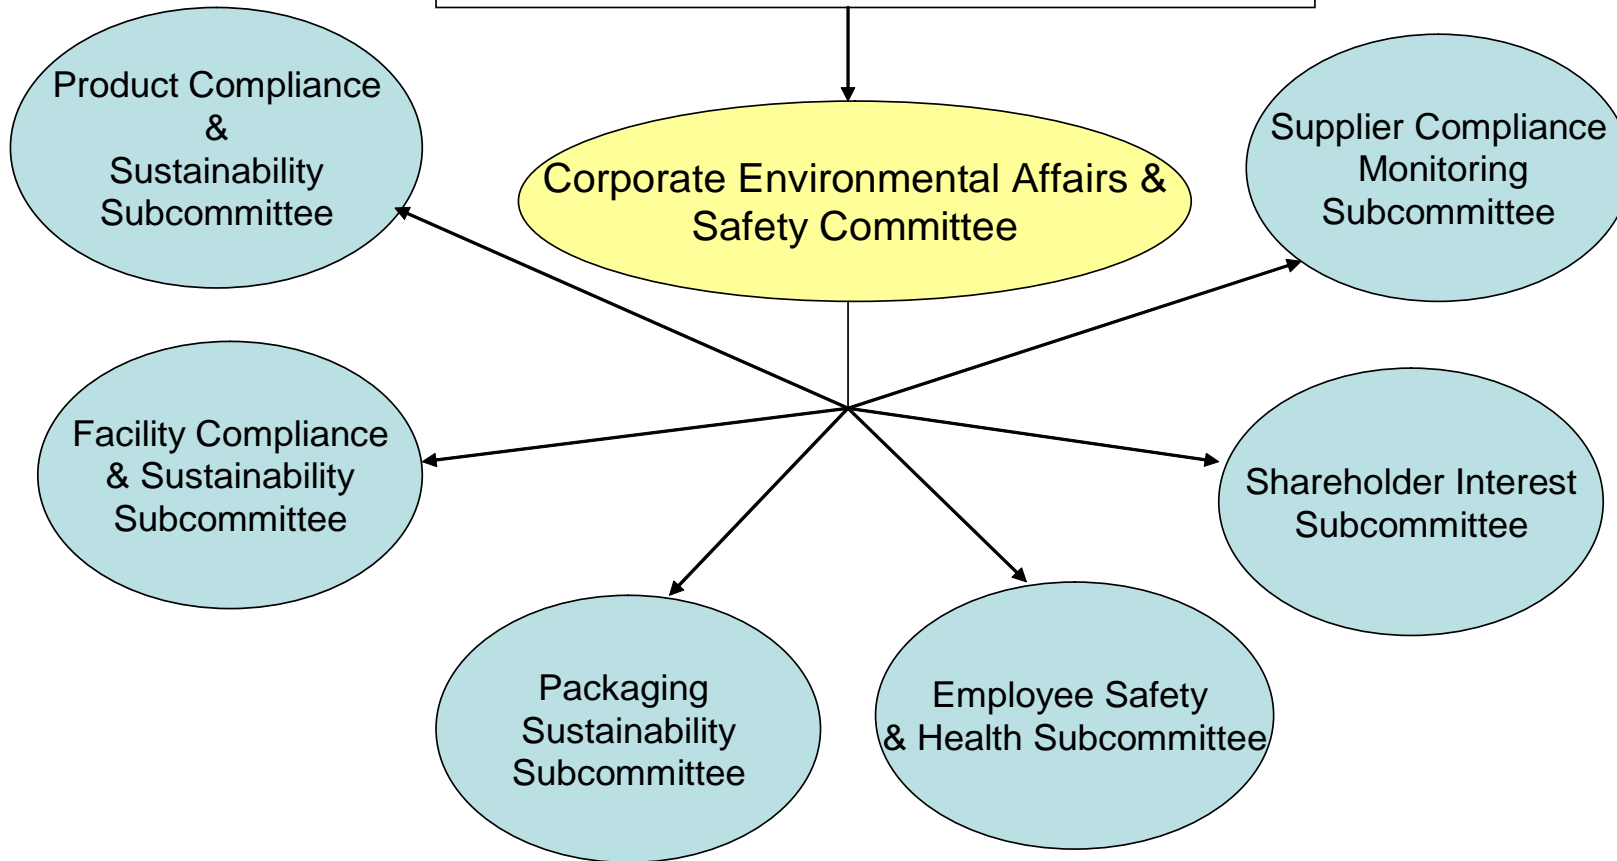 Product Compliance
&
Sustainability
Subcommittee
Corporate Environmental Affairs &
Safety Committee
Supplier Compliance
Monitoring
Subcommittee
Facility Compliance
& Sustainability
Subcommittee
Shareholder Interest
Subcommittee
Packaging
Sustainability
Subcommittee
Employee Safety
& Health Subcommittee